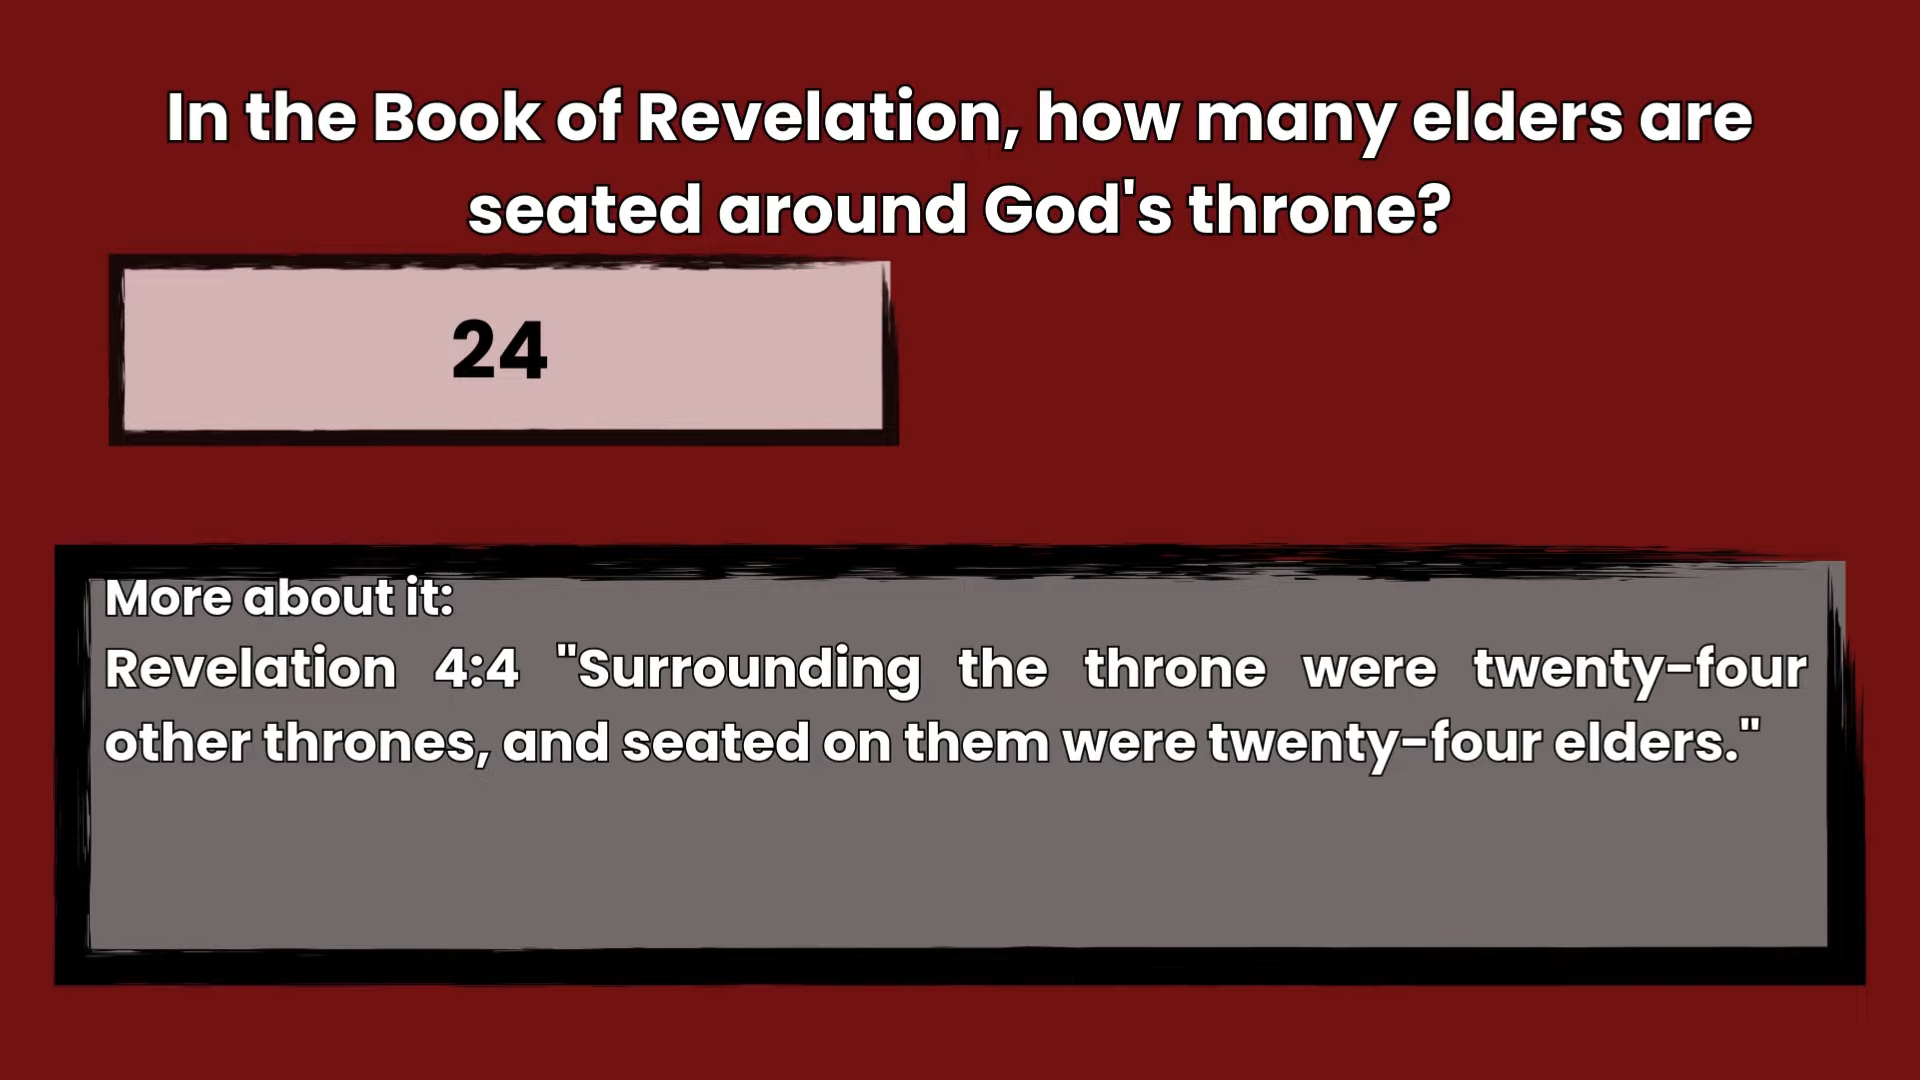 In the Book of Revelation, how many elders are
seated around God's throne?
24
More about it:
Revelation 4:4 "Surrounding the throne were twenty-four
other thrones, and seated on them were twenty-four elders."